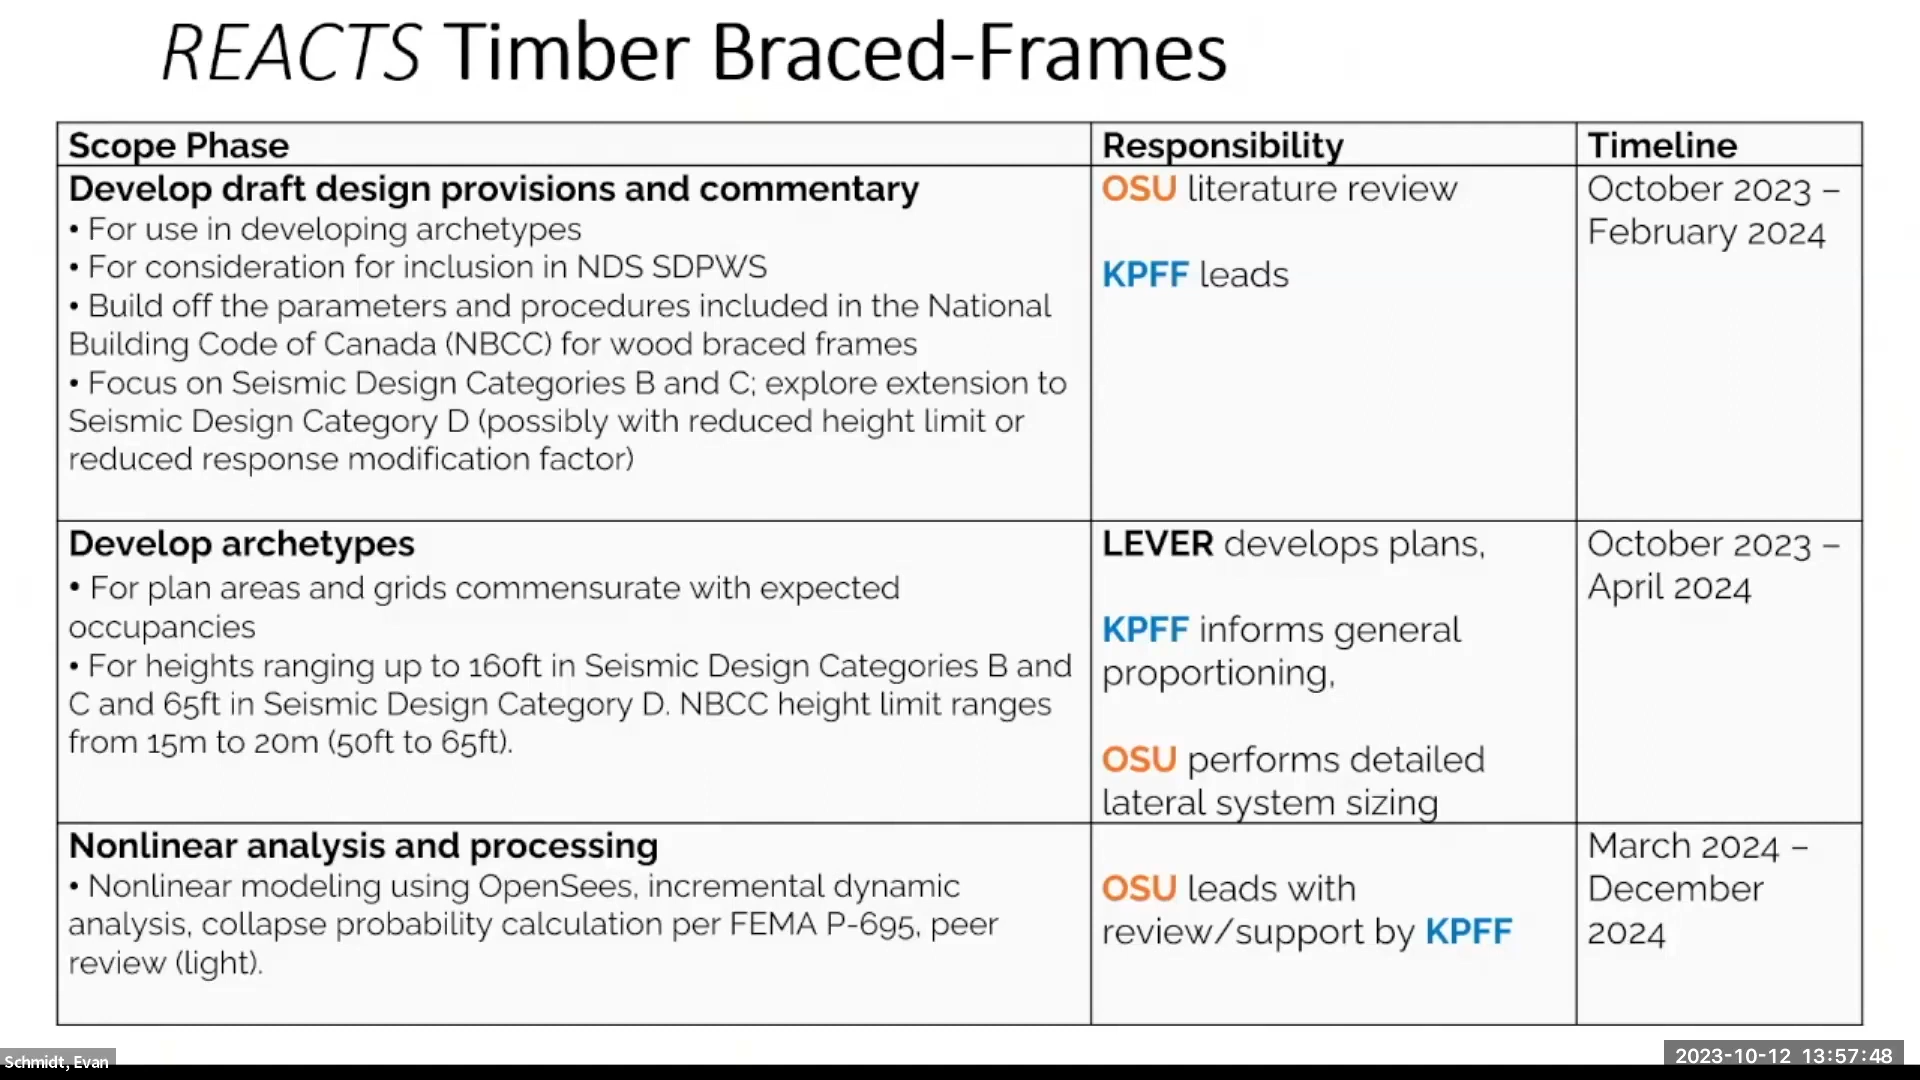 REACTS Timber Braced-Frames
Scope Phase
Responsibility
Timeline
Develop draft design provisions and commentary
• For use in developing archetypes
• For consideration for inclusion in NDS SDPWS
• Build off the parameters and procedures included in the National
Building Code of Canada (NBCC) for wood braced frames
• Focus on Seismic Design Categories B and C; explore extension to
Seismic Design Category D (possibly with reduced height limit or
reduced response modification factor)
OSU literature review
KPFF leads
October 2023 –
February 2024
Develop archetypes
• For plan areas and grids commensurate with expected
occupancies
• For heights ranging up to 160ft in Seismic Design Categories B and
C and 65ft in Seismic Design Category D. NBCC height limit ranges
from 15m to 20m (50ft to 65ft).
LEVER develops plans,
KPFF informs general
proportioning,
OSU performs detailed
lateral system sizing
October 2023 –
April 2024
Nonlinear analysis and processing
• Nonlinear modeling using OpenSees, incremental dynamic
analysis, collapse probability calculation per FEMA P-695, peer
review (light).
OSU leads with
review/support by KPFF
March 2024 –
December
2024
Schmidt, Evan
2023-10-12 13:57:48